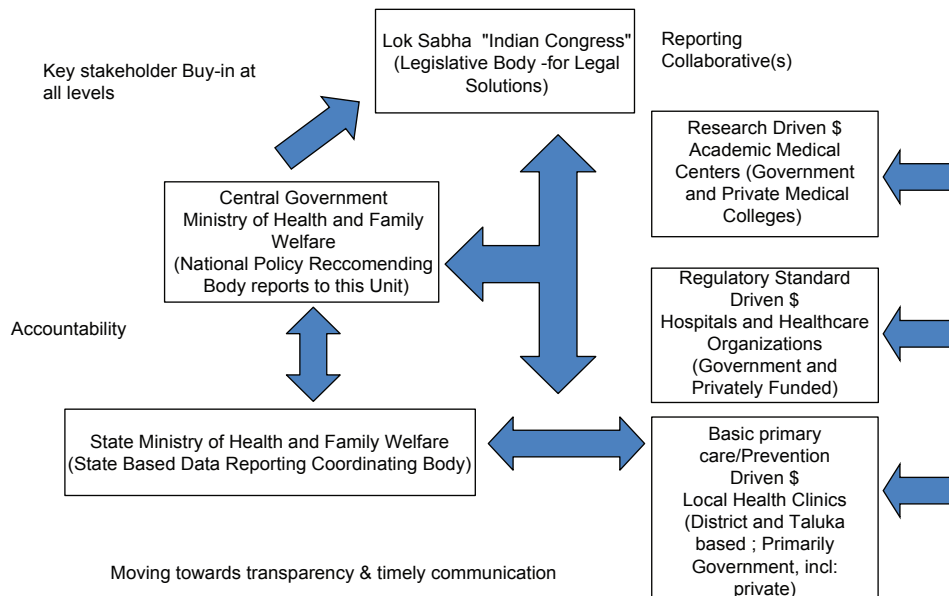 Lok Sabha  "Indian Congress"
(Legislative Body -for Legal
Solutions)
Reporting
Collaborative(s)
Key stakeholder Buy-in at
all levels
Research Driven $
Academic Medical
Centers (Government
and Private Medical
Colleges)
Central Government
Ministry of Health and Family
Welfare
(National Policy Reccomending
Body reports to this Unit)
Regulatory Standard
Driven $
Hospitals and Healthcare
Organizations
(Government and
Privately Funded)
Accountability
State Ministry of Health and Family Welfare
(State Based Data Reporting Coordinating Body)
Basic primary
care/Prevention
Driven $
Local Health Clinics
(District and Taluka
based ; Primarily
Government, incl:
private)
Moving towards transparency & timely communication